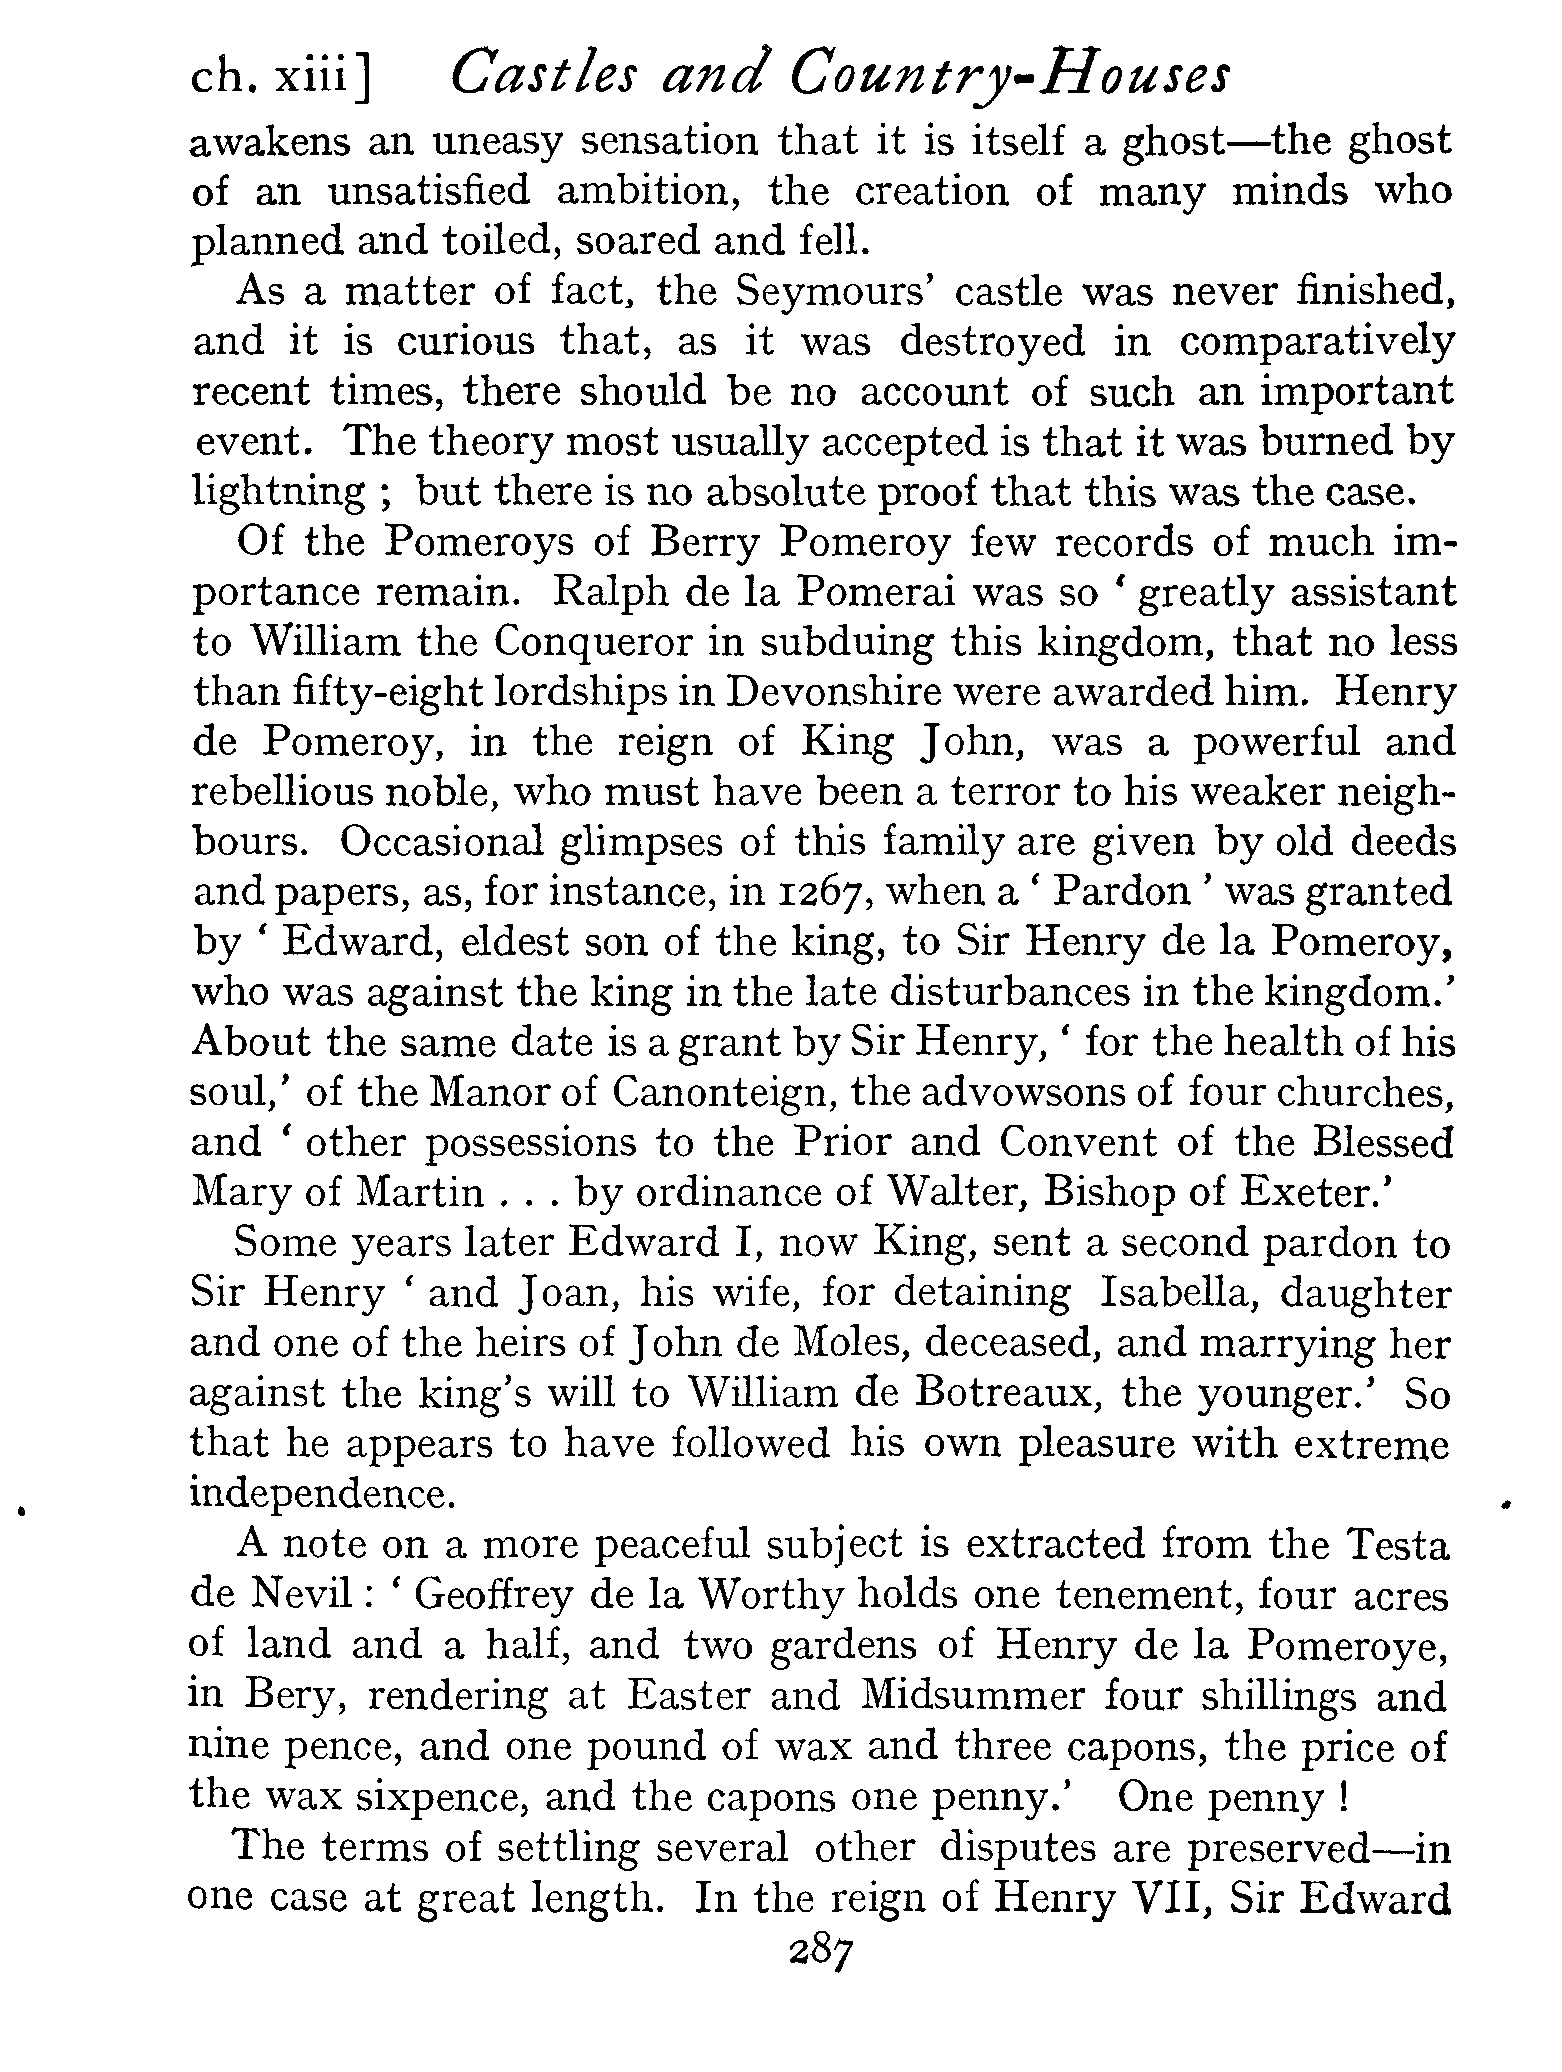 ch. xiii] Castles and Country-Houses
awakens an uneasy sensation that it is itself a ghost—the ghost
of an unsatisfied ambition, the creation of many minds who
planned and toiled, soared and fell.
As a matter of fact, the Seymours’ castle was never finished,
and it is curious that, as it was destroyed in comparatively
recent times, there should be no account of such an important
event. The theory most usually accepted is that it was burned by
lightning ; but there is no absolute proof that this was the case.
Of the Pomeroys of Berry Pomeroy few records of much im-
portance remain. Ralph de la Pomerai was so ‘ greatly assistant
to William the Conqueror in subduing this kingdom, that no less
than fifty-eight lordships in Devonshire were awarded him. Henry
de Pomeroy, in the reign of King John, was a powerful and
rebellious noble, who must have been a terror to his weaker neigh-
bours. Occasional glimpses of this family are given by old deeds
and papers, as, for instance, in 1267, when a ‘ Pardon ’ was granted
by ‘ Edward, eldest son of the king, to Sir Henry de la Pomeroy,
who was against the king in the late disturbances in the kingdom.’
About the same date is a grant by Sir Henry, ‘ for the health of his
soul,’ of the Manor of Canonteign, the advowsons of four churches,
and ‘ other possessions to the Prior and Convent of the Blessed
Mary of Martin . . . by ordinance of Walter, Bishop of Exeter.’
Some years later Edward I, now King, sent a second pardon to
Sir Henry ‘ and Joan, his wife, for detaining Isabella, daughter
and one of the heirs of John de Moles, deceased, and marrying her
against the king’s will to William de Botreaux, the younger.’ So
that he appears to have followed his own pleasure with extreme
independence.
A note on a more peaceful subject is extracted from the Testa
de Nevil : ‘ Geoffrey de la Worthy holds one tenement, four acres
of land and a half, and two gardens of Henry de la Pomeroye,
in Bery, rendering at Easter and Midsummer four shillings and
nine pence, and one pound of wax and three capons, the price of
the wax sixpence, and the capons one penny.’ One penny !
The terms of settling several other disputes are preserved—in
one case at great length. In the reign of Henry VII, Sir Edward
287